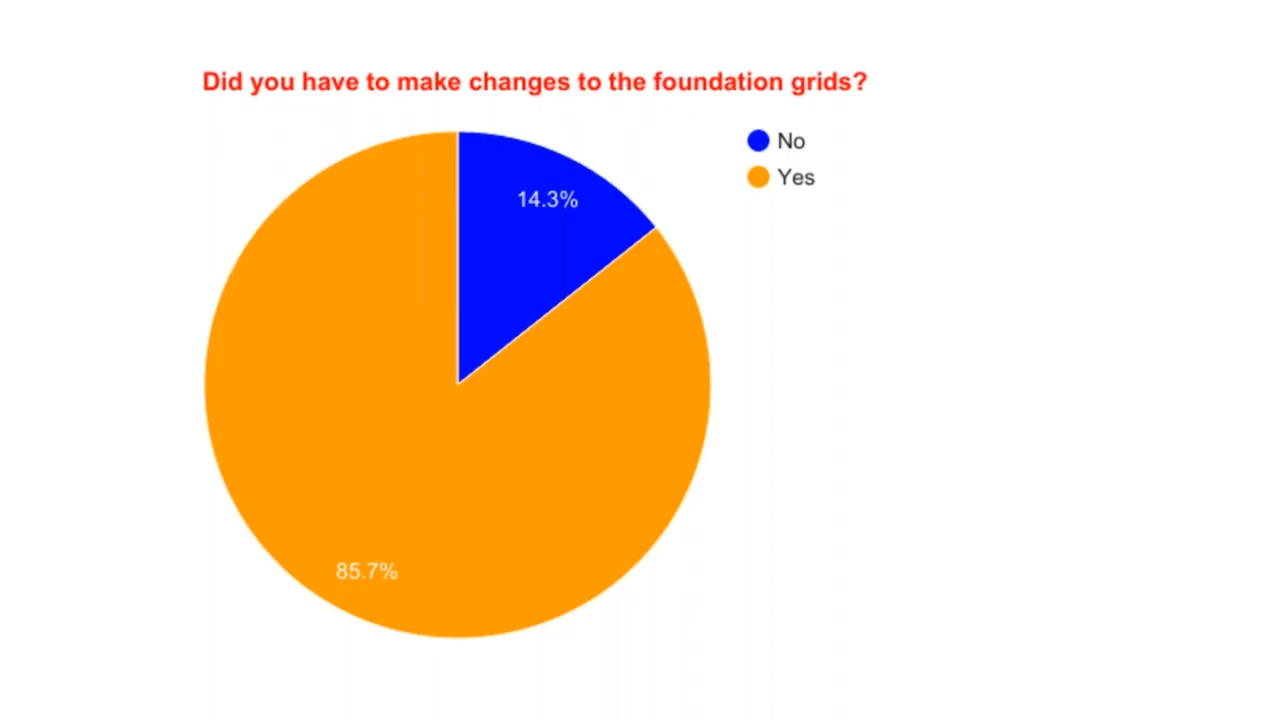 Did you have to make changes to the foundation grids?
No
Yes
14.3%
85.7%